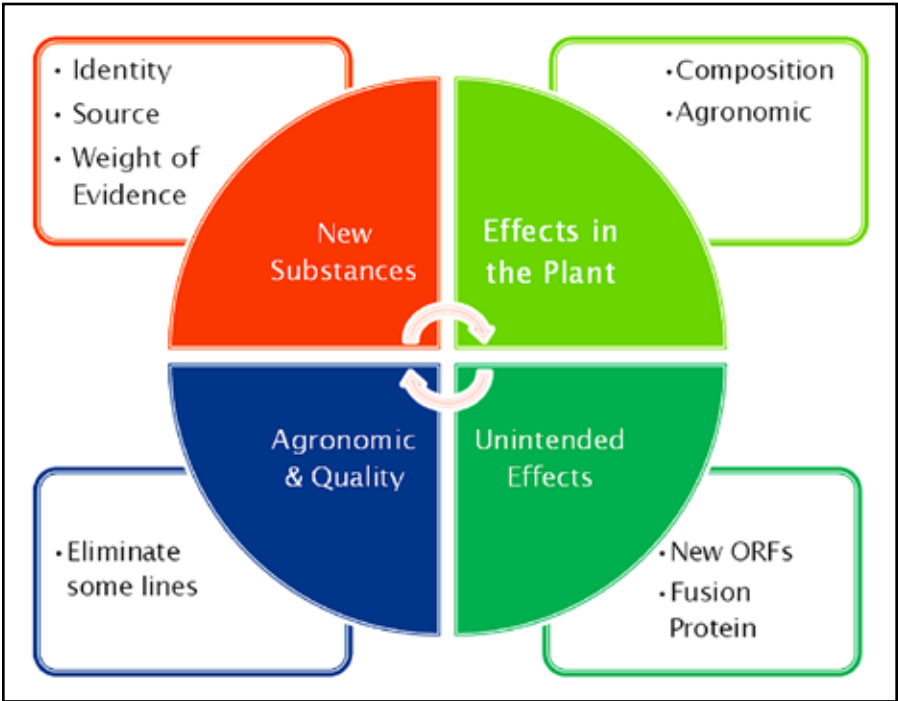 • Identity
• Source
• Weight of
Evidence
•Composition
•Agronomic
New
Substances
Effects in
the Plant
Agronomic
& Quality
Unintended
Effects
•Eliminate
some lines
•New ORFs
•Fusion
Protein